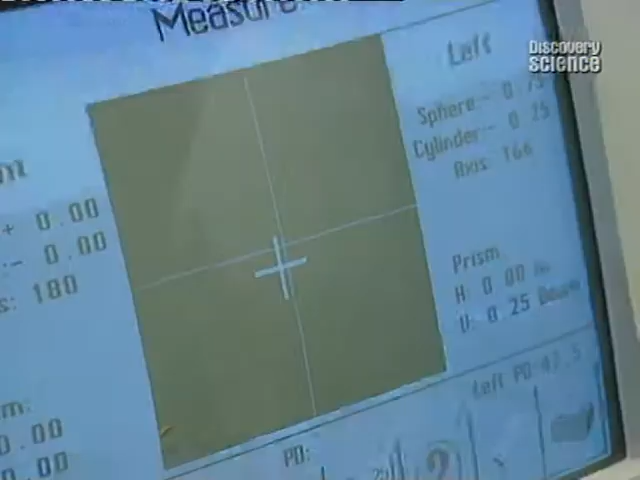 Measure
Discovery
SCIENCE
Left
Sphere:- 0.75
Cylinder:- 0.25
Axis: 166
+ 0.00
:- 0.00
s: 180
Prism
H: 0.00
V: 0.25 Down
m:
0.00
0.00
Left PD:
PD:
?